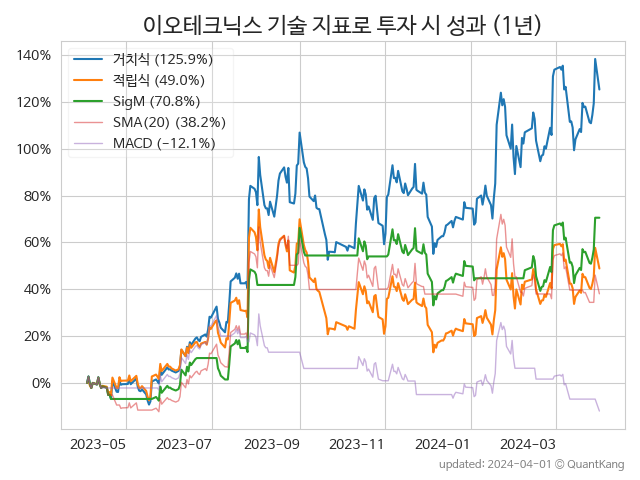 이오테크닉스 기술 지표로 투자 시 성과 (1년)
140%
120%
100%
80%
60%
40%
20%
0%
거치식 (125.9%)
적립식 (49.0%)
SigM (70.8%)
SMA(20) (38.2%)
MACD (-12.1%)
2023-05
2023-07
2023-09
2023-11
2024-01
2024-03
updated: 2024-04-01 © QuantKang